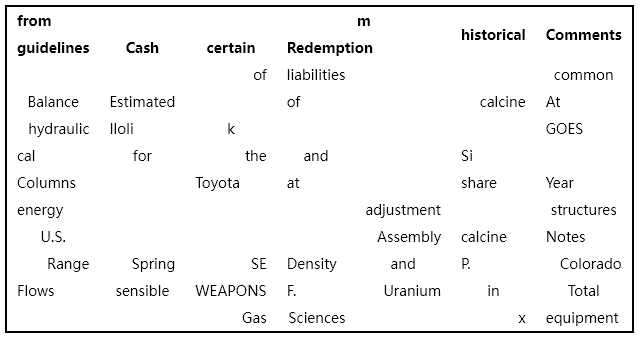 from guidelines Cash certain m Redemption historical Comments
of liabilities common
Balance Estimated of calcine At
hydraulic Iloli k GOES
cal for the and Si
Columns Toyota at share Year
energy adjustment structures
U.S. Assembly calcine Notes
Range Spring SE Density and P. Colorado
Flows sensible WEAPONS F. Uranium in Total
Gas Sciences x equipment